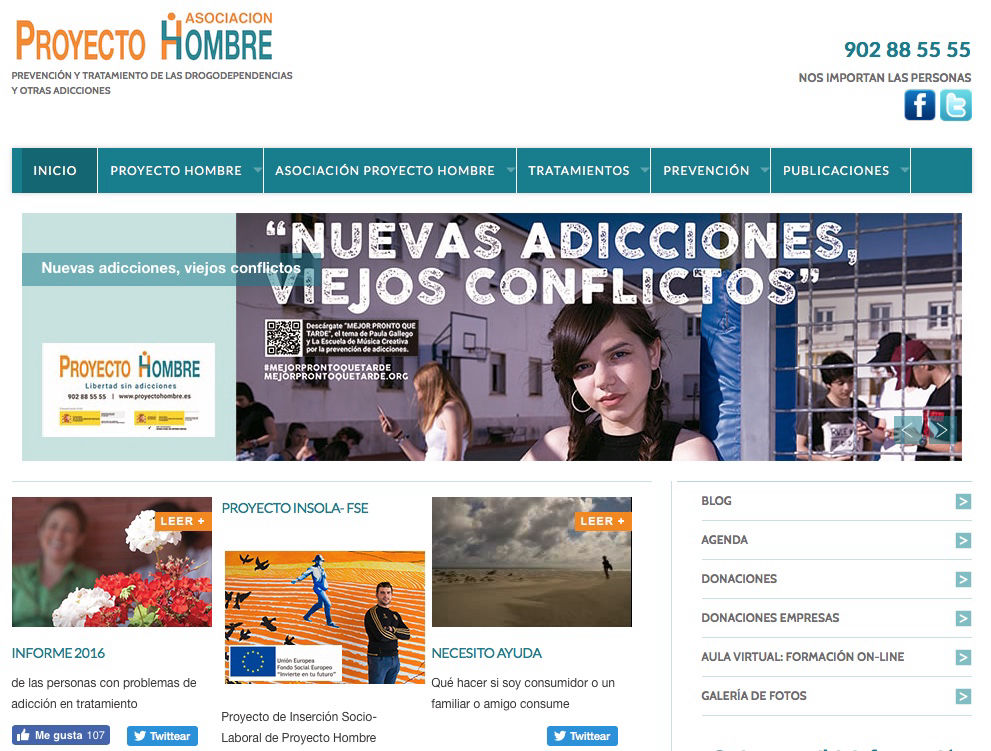 ASOCIACION
PROYECTO HOMBRE
PREVENCIÓN Y TRATAMIENTO DE LAS DROGODEPENDENCIAS
Y OTRAS ADICCIONES
902 88 55 55
NOS IMPORTAN LAS PERSONAS
INICIO
PROYECTO HOMBRE
ASOCIACIÓN PROYECTO HOMBRE
TRATAMIENTOS
PREVENCIÓN
PUBLICACIONES
Nuevas adicciones, viejos conflictos
“NUEVAS ADICCIONES,
VIEJOS CONFLICTOS”
Descárgate "MEJOR PRONTO QUE
TARDE", el tema de Paula Gallego
y La Escuela de Música Creativa
por la prevención de adicciones.
#MEJORPRONTOQUETARDE
MEJORPRONTOQUETARDE.ORG
PROYECTO HOMBRE
Libertad sin adicciones
902 88 55 55 | www.proyectohombre.es
LEER +
INFORME 2016
de las personas con problemas de
adicción en tratamiento
Me gusta 107
Twittear
PROYECTO INSOLA- FSE
Unión Europea
Fondo Social Europeo
"Invierte en tu futuro"
Proyecto de Inserción Socio-
Laboral de Proyecto Hombre
LEER +
NECESITO AYUDA
Qué hacer si soy consumidor o un
familiar o amigo consume
Twittear
BLOG
AGENDA
DONACIONES
DONACIONES EMPRESAS
AULA VIRTUAL: FORMACIÓN ON-LINE
GALERÍA DE FOTOS